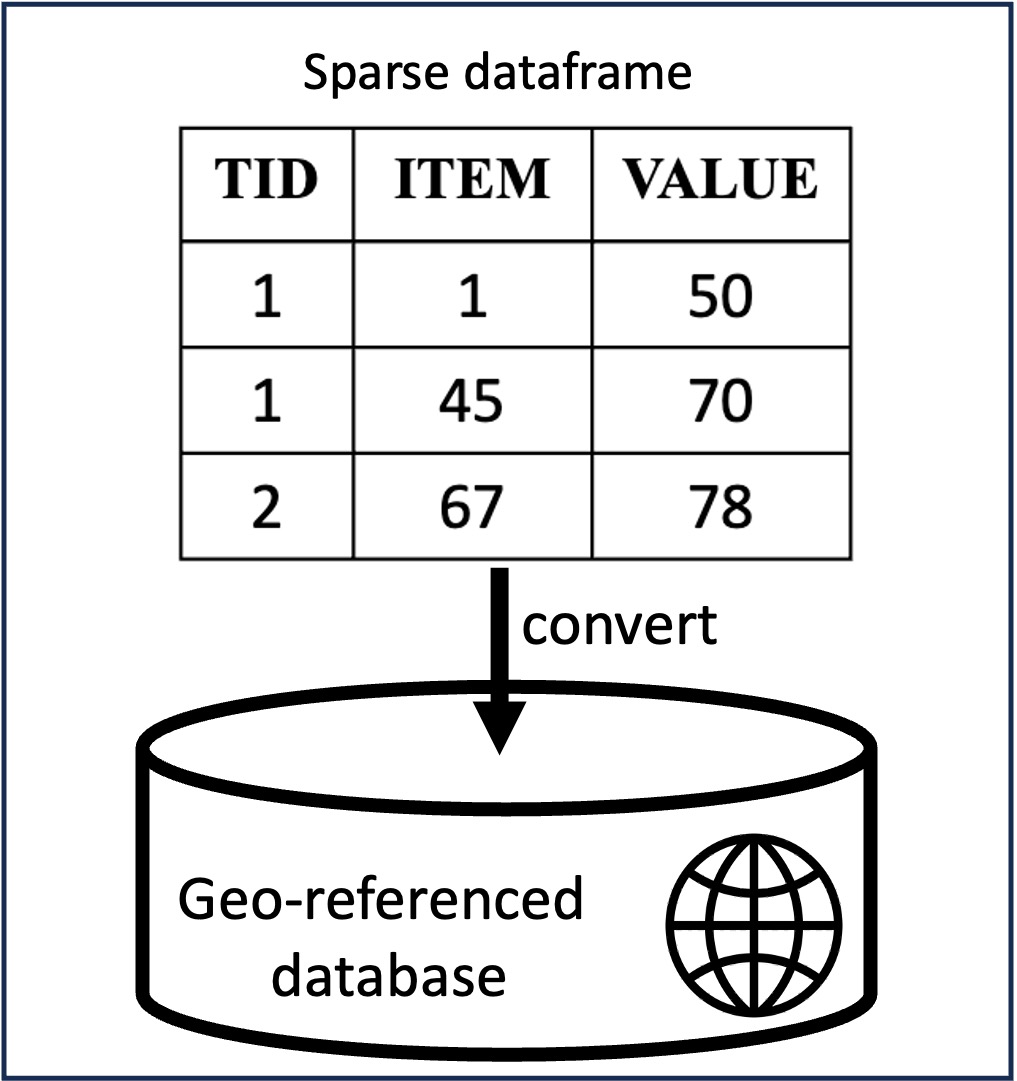 Sparse dataframe
TID ITEM VALUE
1 1 50
1 45 70
2 67 78
convert
Geo-referenced
database